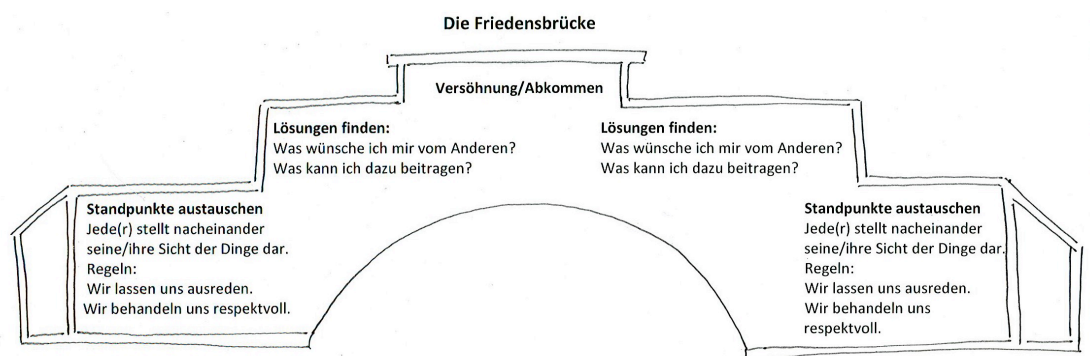 Die Friedensbrücke
Versöhnung/Abkommen
Lösungen finden:
Was wünsche ich mir vom Anderen?
Was kann ich dazu beitragen?
Lösungen finden:
Was wünsche ich mir vom Anderen?
Was kann ich dazu beitragen?
Standpunkte austauschen
Jede(r) stellt nacheinander
seine/ihre Sicht der Dinge dar.
Regeln:
Wir lassen uns ausreden.
Wir behandeln uns respektvoll.
Standpunkte austauschen
Jede(r) stellt nacheinander
seine/ihre Sicht der Dinge dar.
Regeln:
Wir lassen uns ausreden.
Wir behandeln uns
respektvoll.